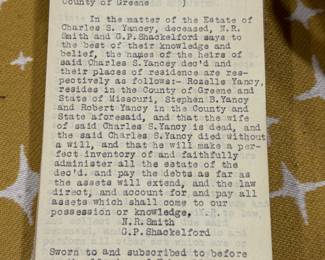 County of Greene )
In the matter of the Estate of
Charles S. Yancey, deceased, N.R.
Smith and G.P.Shackelford says to
the best of their knowledge and
belief, the names of the heirs of
said Charles S.Yancey dec'd and
their places of residence are res-
pectively as follows:- Rozelle Yancy,
resides in the County of Greene and
State of Missouri, Stephen B.Yancy
and Robert Yancy in the County and
State aforesaid, and that the wife
of said Charles S.Yancy is dead, and
the said Charles S.Yancy died without
a will, and that he will make a per-
fect inventory of and faithfully
administer all the estate of the
dec'd. and pay the debts as far as
the assets will extend, and the law
direct, and account for and pay all
assets which shall come to our
possession or knowledge,
N.R.Smith
G.P.Shackelford
Sworn to and subscribed to before